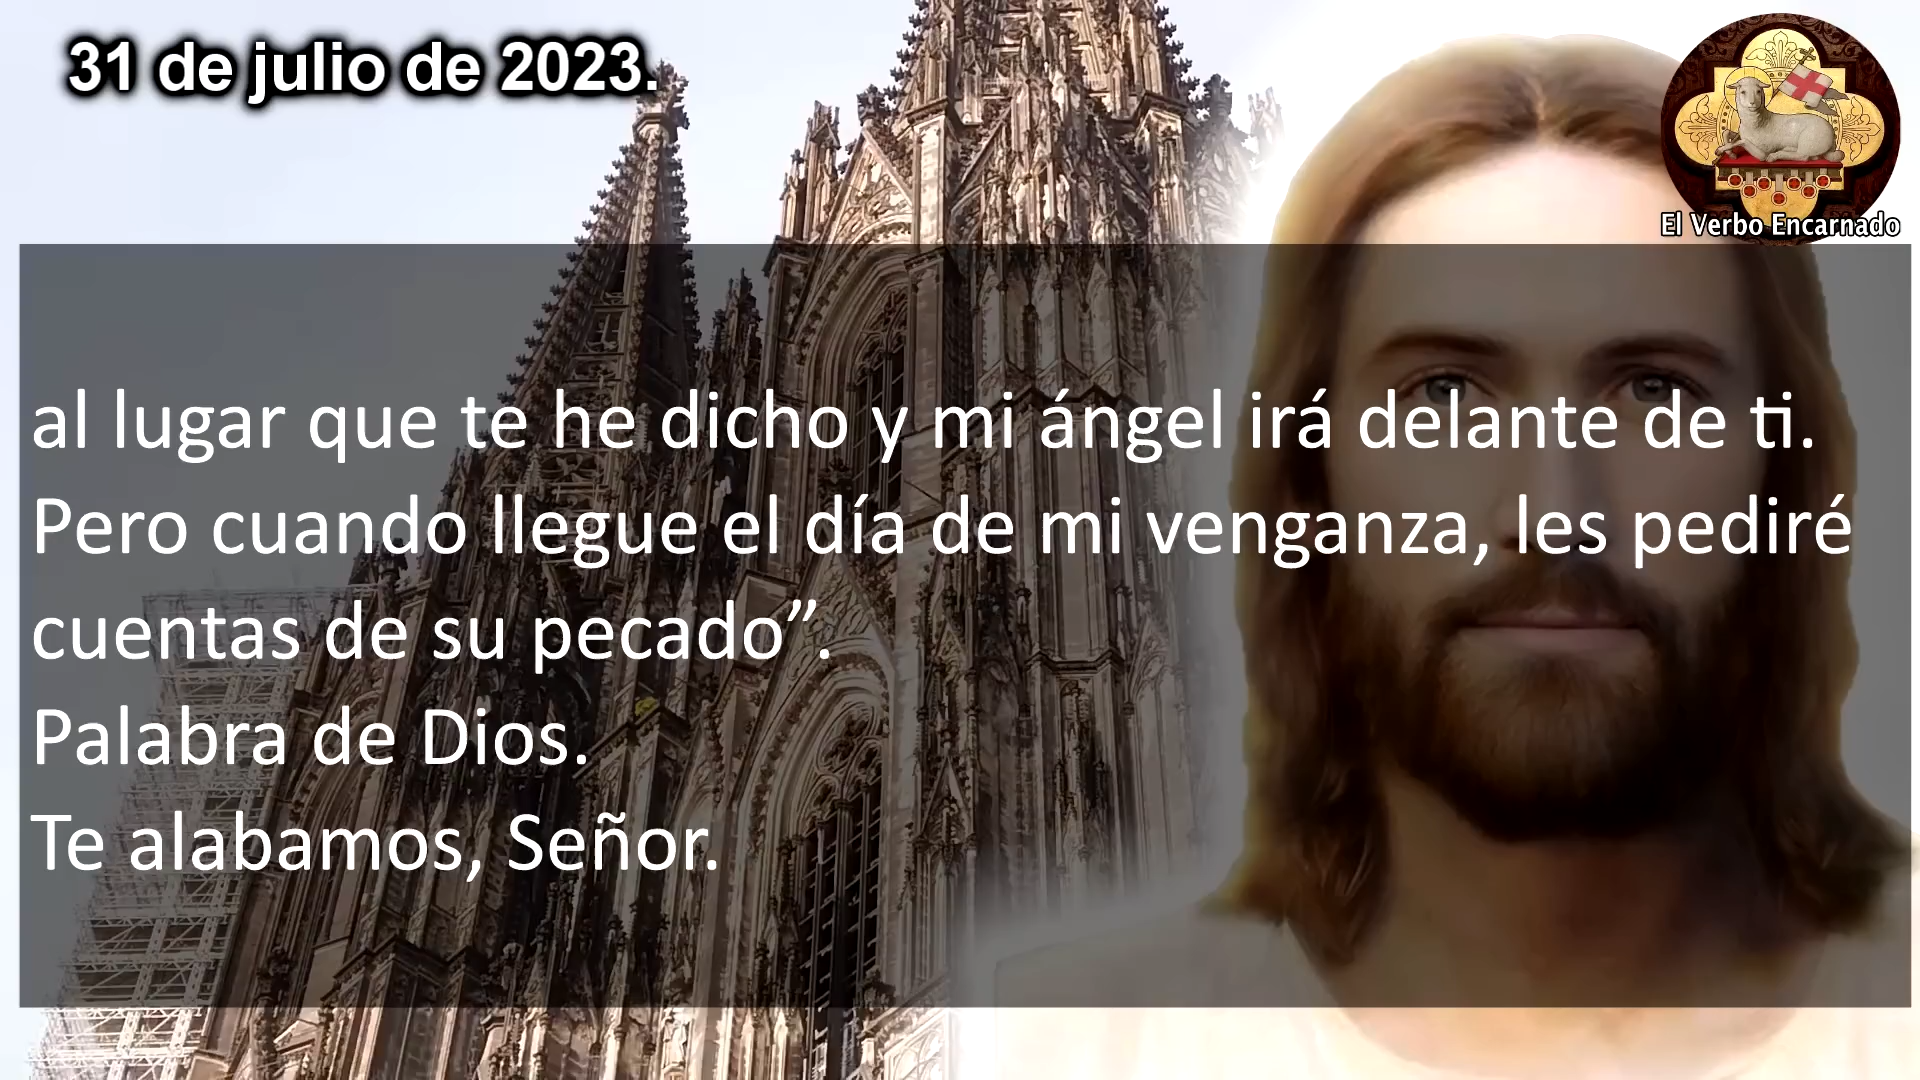 31 de julio de 2023.
El Verbo Encarnado
al lugar que te he dicho y mi ángel irá delante de ti.
Pero cuando llegue el día de mi venganza, les pediré
cuentas de su pecado”.
Palabra de Dios.
Te alabamos, Señor.